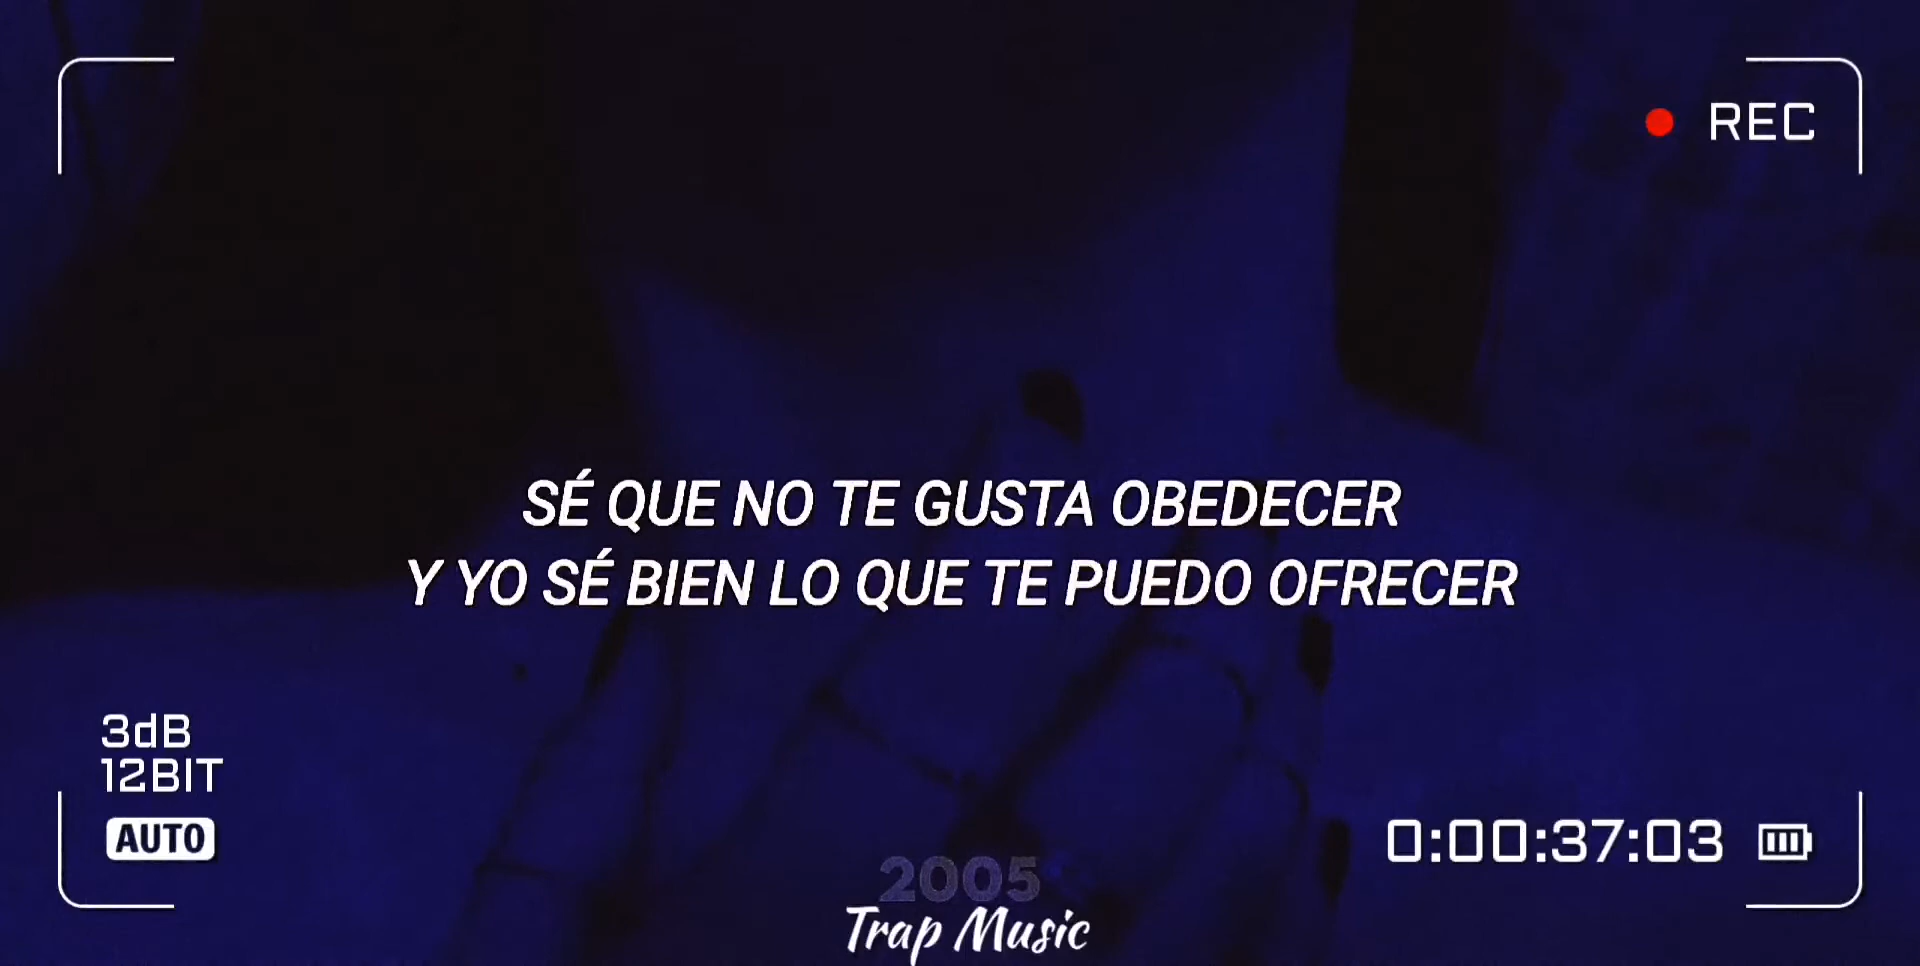 REC
SÉ QUE NO TE GUSTA OBEDECER
Y YO SÉ BIEN LO QUE TE PUEDO OFRECER
3dB
12BIT
AUTO
0:00:37:03
2005
Trap Music